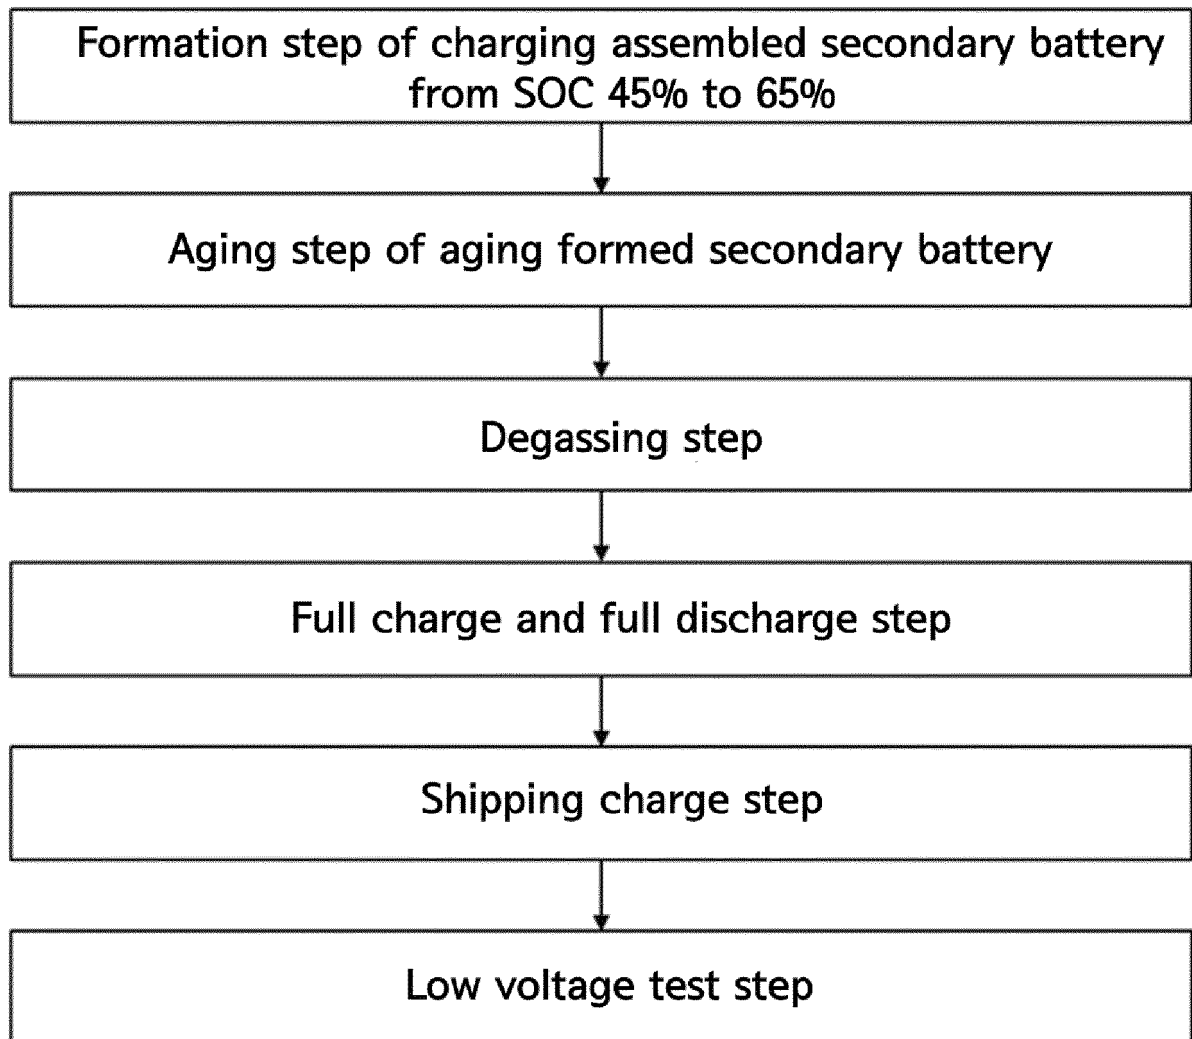 Formation step of charging assembled secondary battery
from SOC 45% to 65%
Aging step of aging formed secondary battery
Degassing step
Full charge and full discharge step
Shipping charge step
Low voltage test step